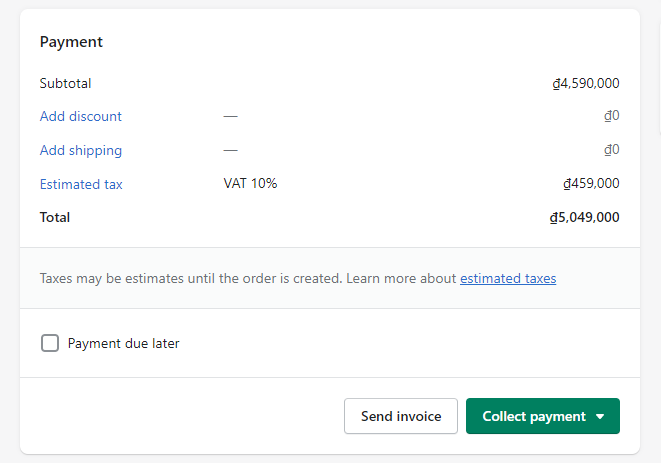 Payment
Subtotal ₫4,590,000
Add discount — ₫0
Add shipping — ₫0
Estimated tax VAT 10% ₫459,000
Total ₫5,049,000
Taxes may be estimates until the order is created. Learn more about estimated taxes
Payment due later
Send invoice Collect payment